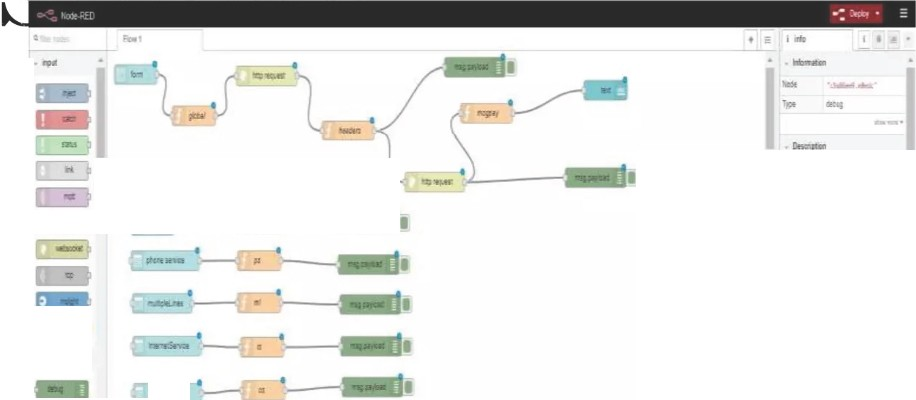 Node-RED
Deploy
filter nodes
Flow 1
info
input
inject
catch
status
link
mqtt
websocket
tcp
debug
form
global
http request
headers
msg.payload
text
http request
msg.payload
Information
Node
Type debug
show more
Description
phone service
msg.payload
multipleLines
msg.payload
InternetService
msg.payload
msg.payload